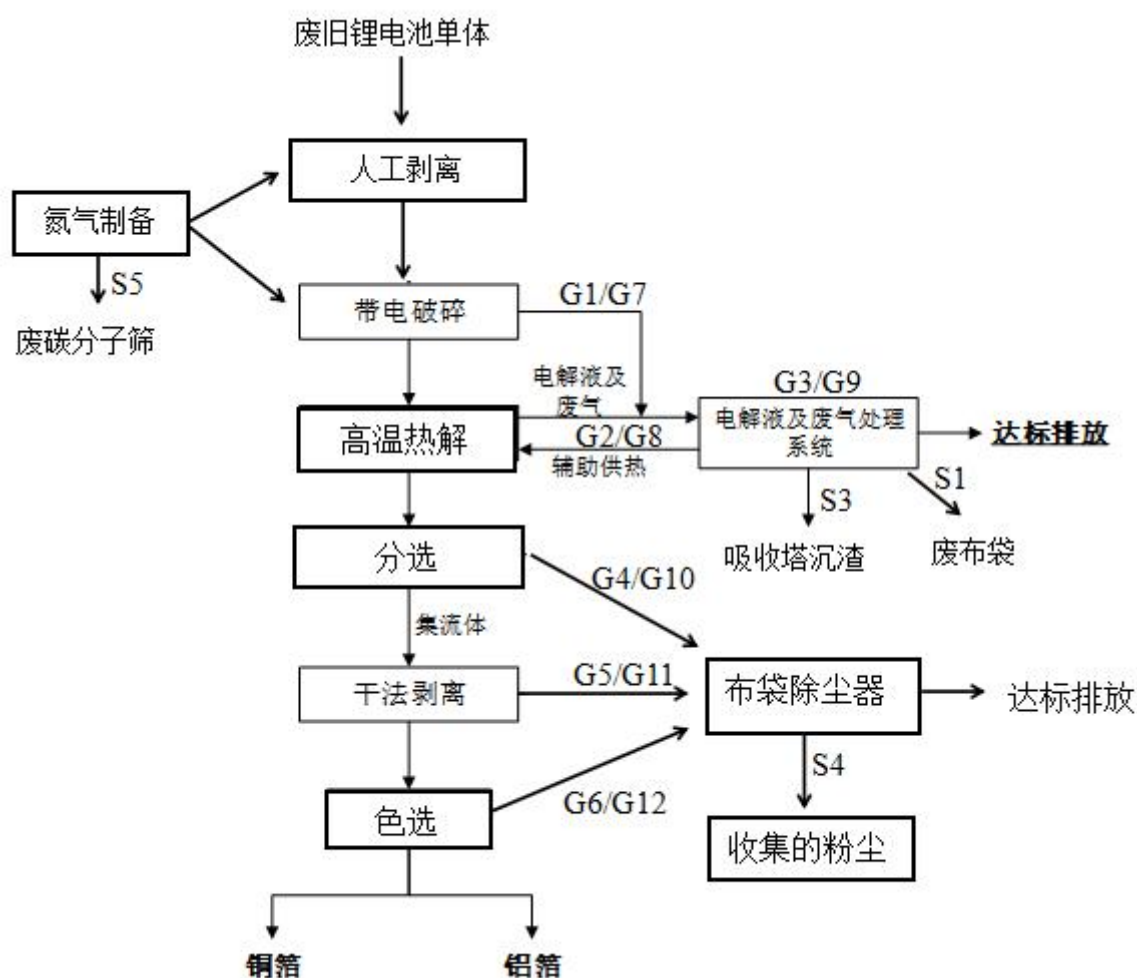 废旧锂电池单体
人工剥离
氮气制备
S5
废碳分子筛
带电破碎
G1/G7
电解液及
废气
G3/G9
高温热解
G2/G8
辅助供热
电解液及废气处理
系统
达标排放
S1
S3
吸收塔沉渣
废布袋
分选
G4/G10
集流体
干法剥离
G5/G11
布袋除尘器
达标排放
S4
色选
G6/G12
收集的粉尘
铜箔
铝箔